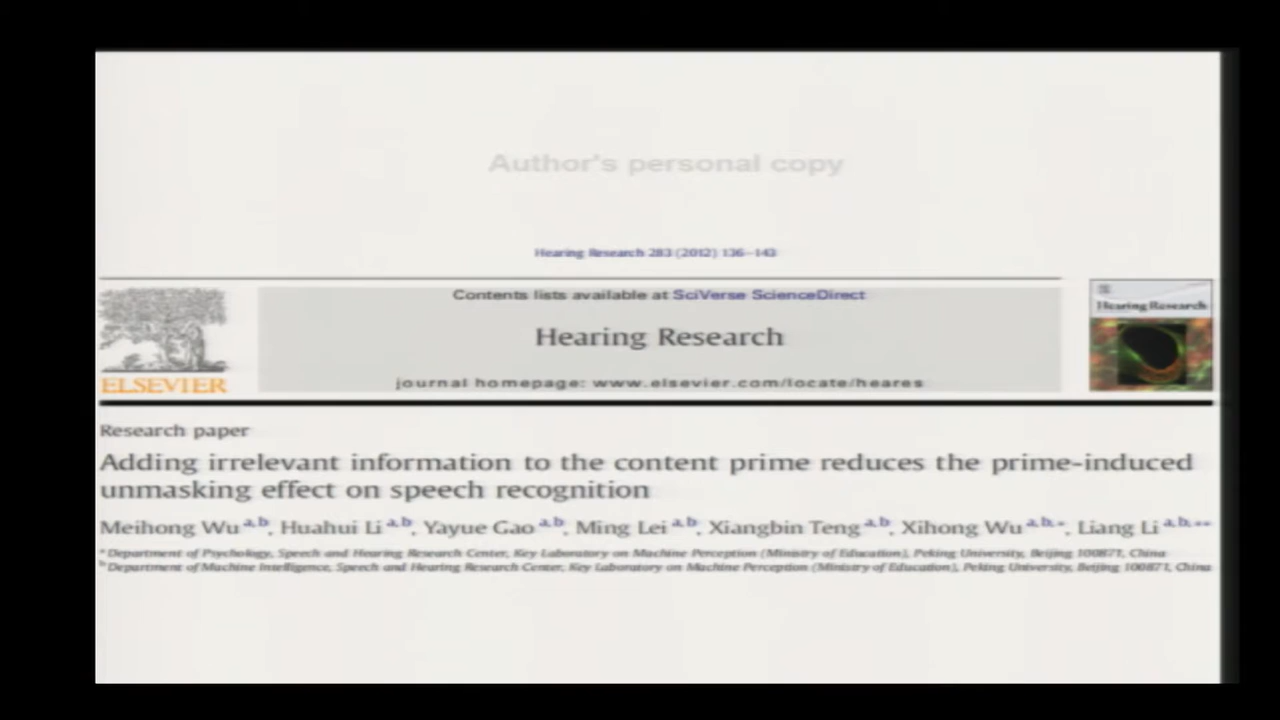 Author's personal copy
Hearing Research 283 (2012) 136–143
Contents lists available at SciVerse ScienceDirect
Hearing Research
journal homepage: www.elsevier.com/locate/heares
ELSEVIER
Hearing Research
Research paper
Adding irrelevant information to the content prime reduces the prime-induced
unmasking effect on speech recognition
Meihong Wu a,b, Huahui Li a,b, Yayue Gao a,b, Ming Lei a,b, Xiangbin Teng a,b, Xihong Wu a,b,*, Liang Li a,b,**
a Department of Psychology, Speech and Hearing Research Center, Key Laboratory on Machine Perception (Ministry of Education), Peking University, Beijing 100871, China
b Department of Machine Intelligence, Speech and Hearing Research Center, Key Laboratory on Machine Perception (Ministry of Education), Peking University, Beijing 100871, China